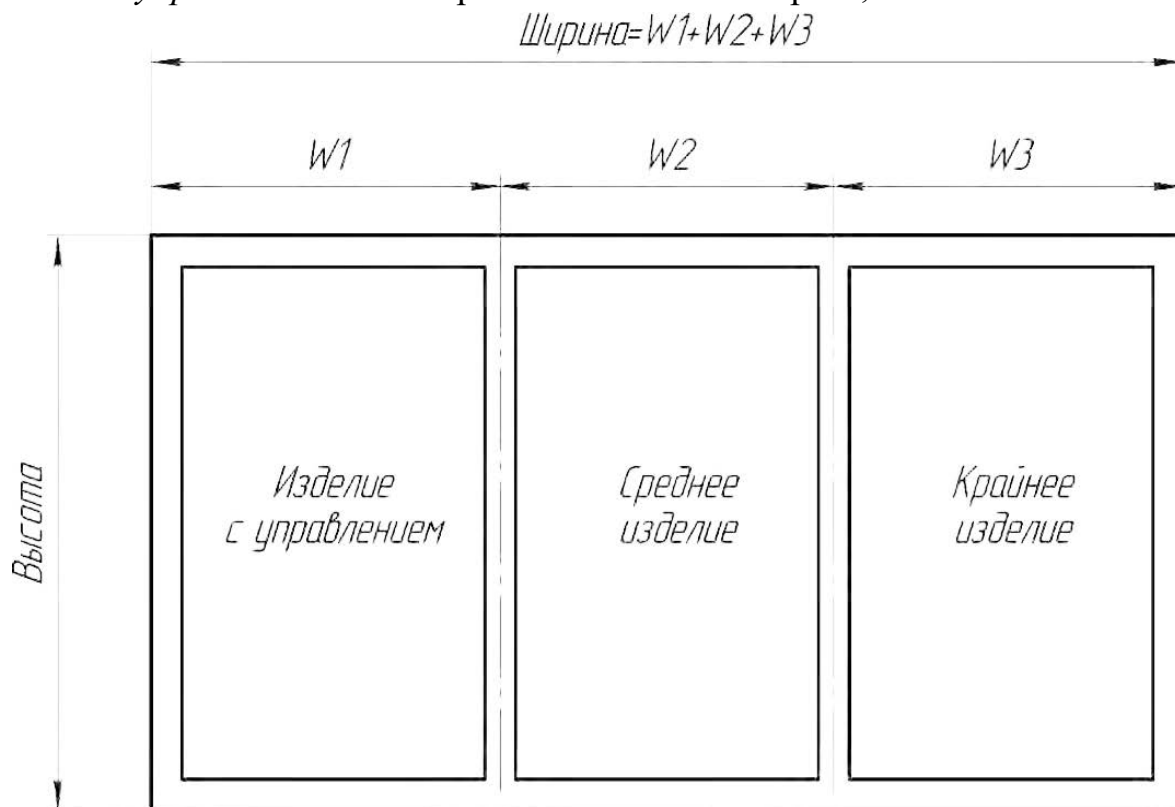 Ширина=W1+W2+W3
W1 W2 W3
Высота
Изделие
с управлением
Среднее
изделие
Крайнее
изделие